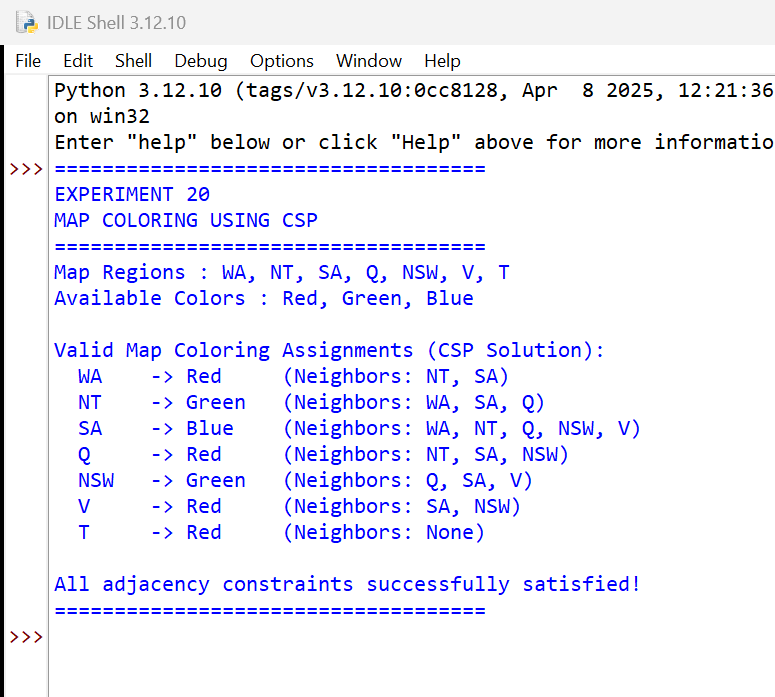 IDLE Shell 3.12.10
File Edit Shell Debug Options Window Help
Python 3.12.10 (tags/v3.12.10:0cc8128, Apr  8 2025, 12:21:36
on win32
Enter "help" below or click "Help" above for more informatio
>>> ====================================
EXPERIMENT 20
MAP COLORING USING CSP
====================================
Map Regions : WA, NT, SA, Q, NSW, V, T
Available Colors : Red, Green, Blue

Valid Map Coloring Assignments (CSP Solution):
  WA    -> Red     (Neighbors: NT, SA)
  NT    -> Green   (Neighbors: WA, SA, Q)
  SA    -> Blue    (Neighbors: WA, NT, Q, NSW, V)
  Q     -> Red     (Neighbors: NT, SA, NSW)
  NSW   -> Green   (Neighbors: Q, SA, V)
  V     -> Red     (Neighbors: SA, NSW)
  T     -> Red     (Neighbors: None)

All adjacency constraints successfully satisfied!
====================================
>>>